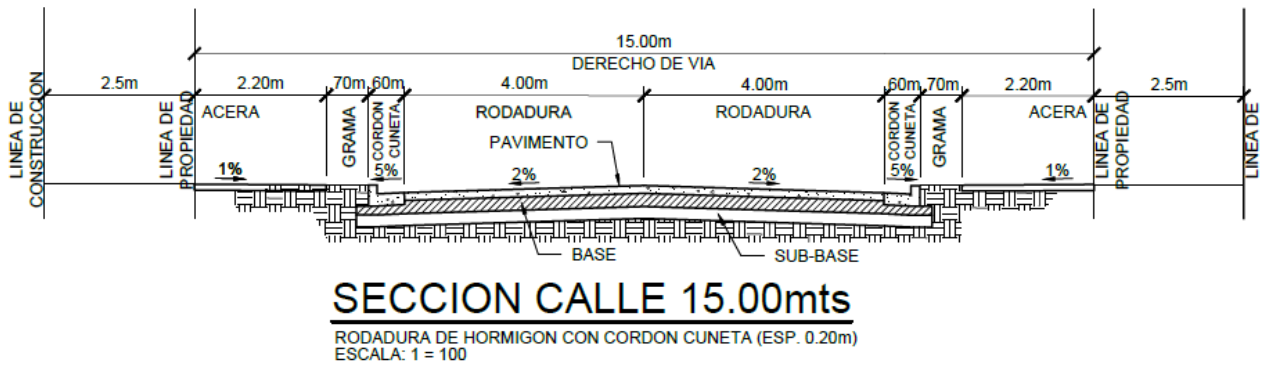 15.00m
DERECHO DE VIA
2.5m
2.20m
70m
60m
4.00m
4.00m
60m
70m
2.20m
2.5m
LINEA DE
CONSTRUCCION
LINEA DE
PROPIEDAD
ACERA
GRAMA
CORDON
CUNETA
RODADURA
RODADURA
CORDON
CUNETA
GRAMA
ACERA
LINEA DE
PROPIEDAD
LINEA DE
PAVIMENTO
1%
5%
2%
2%
5%
1%
BASE
SUB-BASE
SECCION CALLE 15.00mts
RODADURA DE HORMIGON CON CORDON CUNETA (ESP. 0.20m)
ESCALA: 1 = 100